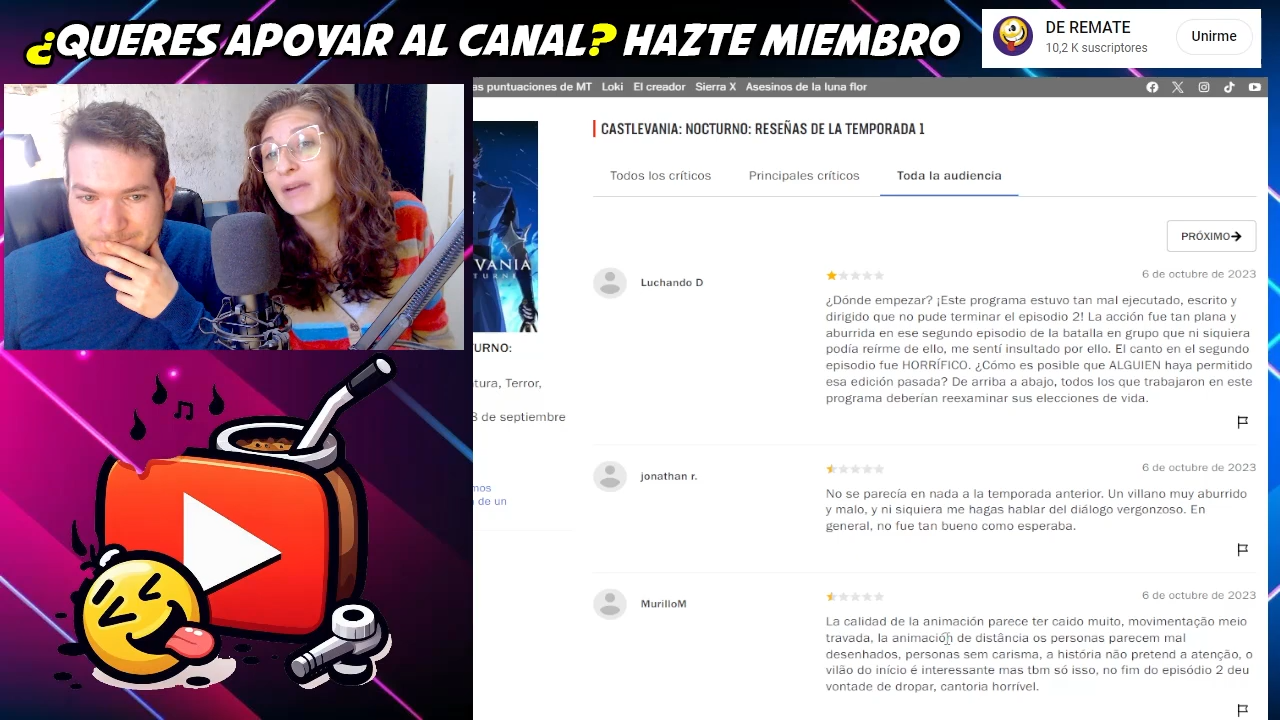 ¿QUERES APOYAR AL CANAL? HAZTE MIEMBRO
DE REMATE
10,2 K suscriptores
Unirme
as puntuaciones de MT Loki El creador Sierra X Asesinos de la luna flor
CASTLEVANIA: NOCTURNO: RESEÑAS DE LA TEMPORADA 1
Todos los críticos Principales críticos Toda la audiencia
PRÓXIMO
VANIA
TURNE
URNO:
tura, Terror,
8 de septiembre
mos
de un
Luchando D
6 de octubre de 2023
¿Dónde empezar? ¡Este programa estuvo tan mal ejecutado, escrito y
dirigido que no pude terminar el episodio 2! La acción fue tan plana y
aburrida en ese segundo episodio de la batalla en grupo que ni siquiera
podía reírme de ello, me sentí insultado por ello. El canto en el segundo
episodio fue HORRÍFICO. ¿Cómo es posible que ALGUIEN haya permitido
esa edición pasada? De arriba a abajo, todos los que trabajaron en este
programa deberían reexaminar sus elecciones de vida.
jonathan r.
6 de octubre de 2023
No se parecía en nada a la temporada anterior. Un villano muy aburrido
y malo, y ni siquiera me hagas hablar del diálogo vergonzoso. En
general, no fue tan bueno como esperaba.
MurilloM
6 de octubre de 2023
La calidad de la animación parece ter caido muito, movimentação meio
travada, la animación de distância os personas parecem mal
desenhados, personas sem carisma, a história não pretend a atenção, o
vilão do início é interessante mas tbm só isso, no fim do episódio 2 deu
vontade de dropar, cantoria horrível.